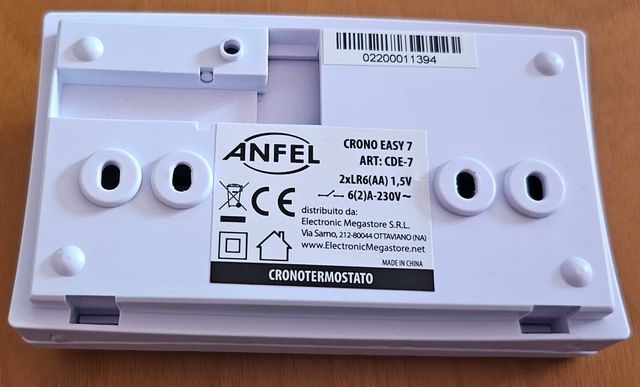 02200011394
ANFEL
CRONO EASY 7
ART: CDE-7
2xLR6(AA) 1,5V
6(2)A-230V~
CE
distribuito da:
Electronic Megastore S.R.L.
Via Sarno, 212-80044 OTTAVIANO (NA)
www.ElectronicMegastore.net
MADE IN CHINA
CRONOTERMOSTATO